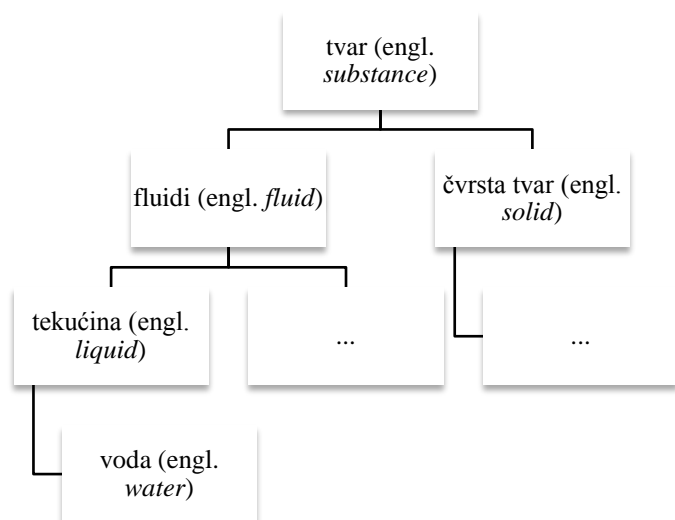 tvar (engl.
substance)
fluidi (engl. fluid)
čvrsta tvar (engl.
solid)
tekućina (engl.
liquid)
...
...
voda (engl.
water)